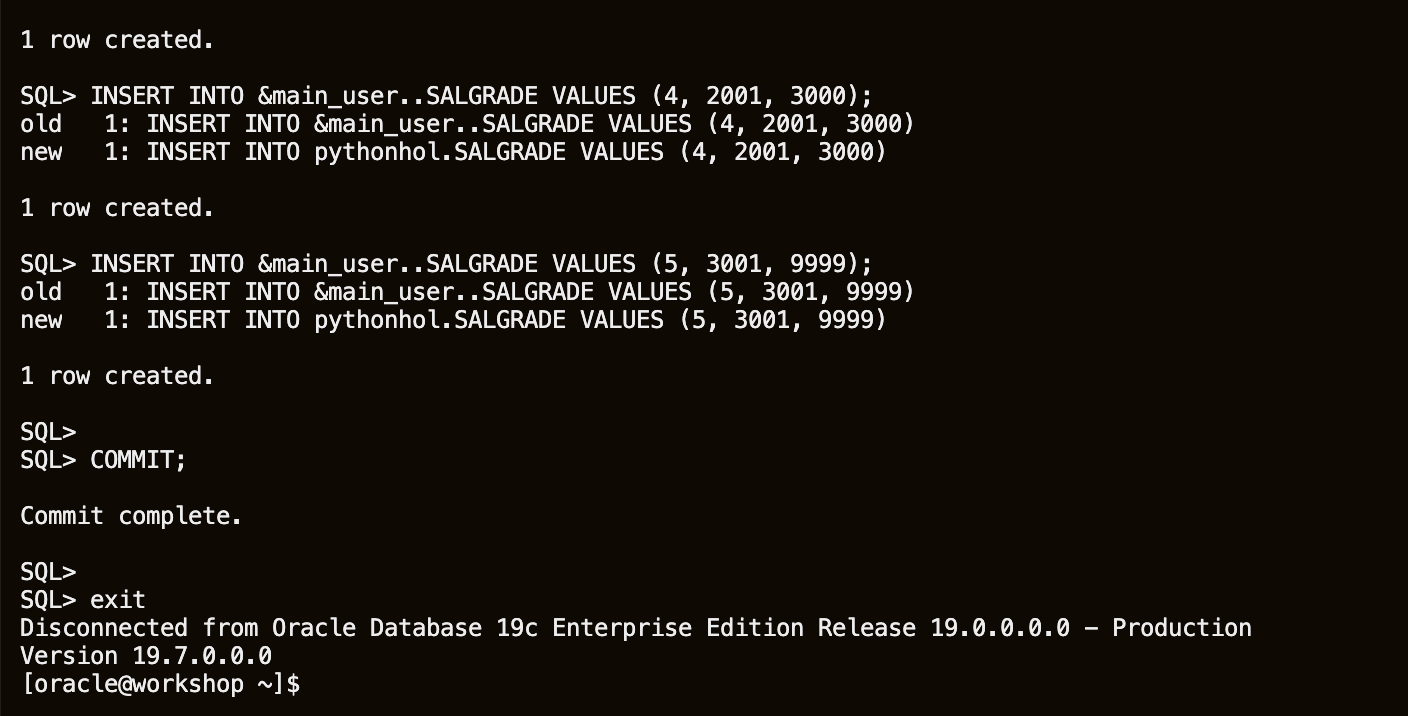 1 row created.
SQL> INSERT INTO &main_user..SALGRADE VALUES (4, 2001, 3000);
old   1: INSERT INTO &main_user..SALGRADE VALUES (4, 2001, 3000)
new   1: INSERT INTO pythonhol.SALGRADE VALUES (4, 2001, 3000)
1 row created.
SQL> INSERT INTO &main_user..SALGRADE VALUES (5, 3001, 9999);
old   1: INSERT INTO &main_user..SALGRADE VALUES (5, 3001, 9999)
new   1: INSERT INTO pythonhol.SALGRADE VALUES (5, 3001, 9999)
1 row created.
SQL>
SQL> COMMIT;
Commit complete.
SQL>
SQL> exit
Disconnected from Oracle Database 19c Enterprise Edition Release 19.0.0.0.0 – Production
Version 19.7.0.0.0
[oracle@workshop ~]$